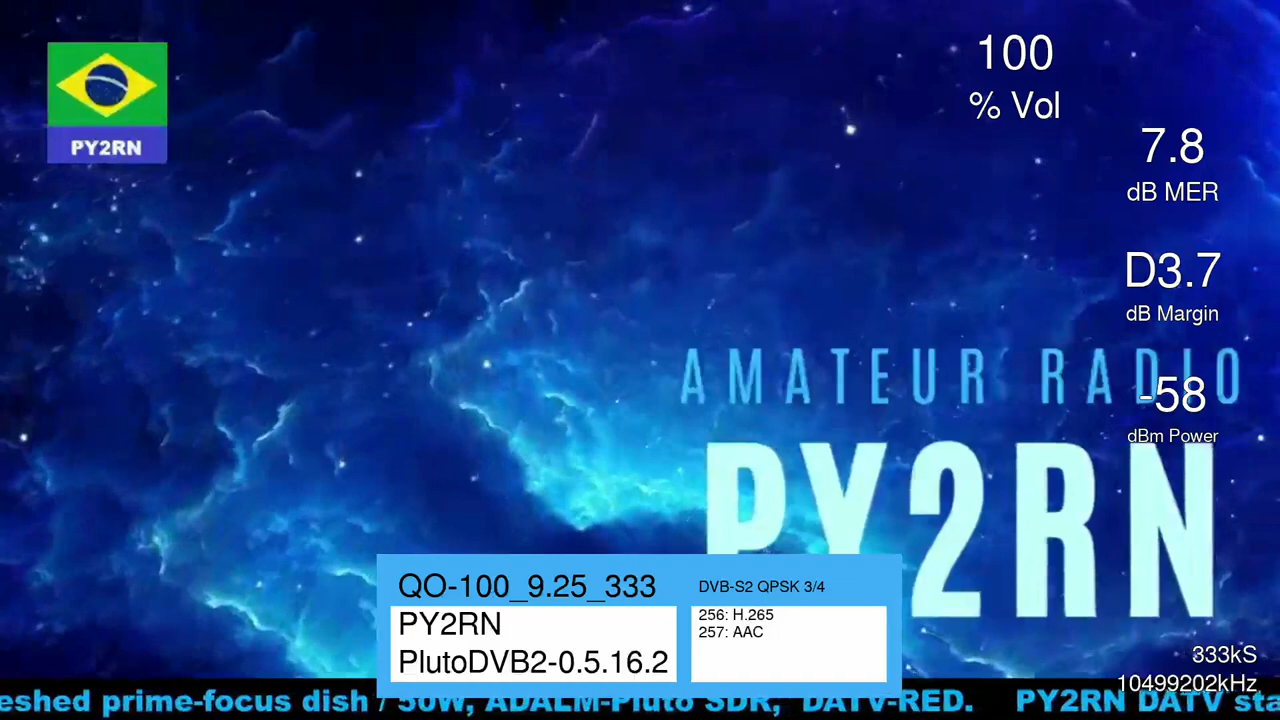 PY2RN
100
% Vol
7.8
dB MER
D3.7
dB Margin
AMATEUR RADIO
-58
dBm Power
PY2RN
QO-100_9.25_333
DVB-S2 QPSK 3/4
PY2RN
PlutoDVB2-0.5.16.2
256: H.265
257: AAC
333kS
10499202kHz
eshed prime-focus dish / 50W, ADALM-Pluto SDR, DATV-RED. PY2RN DATV sta